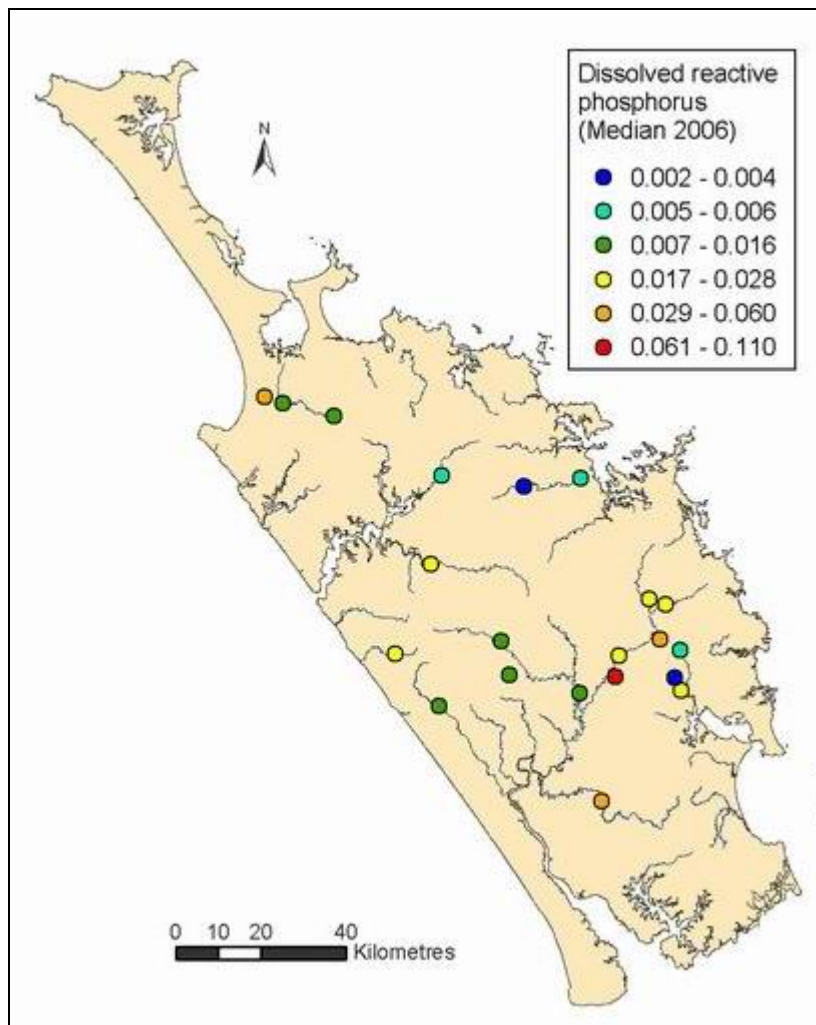 Dissolved reactive
phosphorus
(Median 2006)
0.002 - 0.004
0.005 - 0.006
0.007 - 0.016
0.017 - 0.028
0.029 - 0.060
0.061 - 0.110
N
0 10 20 40
Kilometres